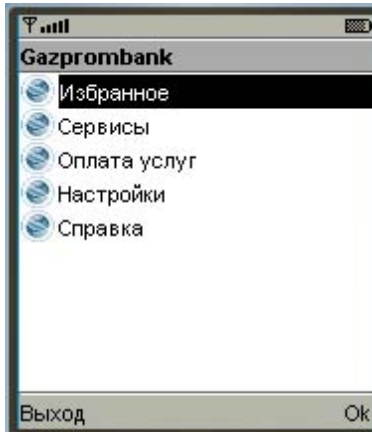 Gazprombank
Избранное
Сервисы
Оплата услуг
Настройки
Справка
Выход Ok